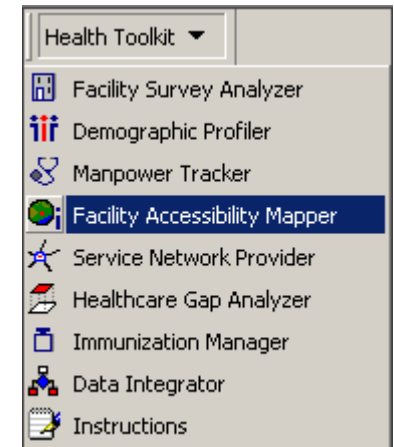 Health Toolkit
Facility Survey Analyzer
Demographic Profiler
Manpower Tracker
Facility Accessibility Mapper
Service Network Provider
Healthcare Gap Analyzer
Immunization Manager
Data Integrator
Instructions